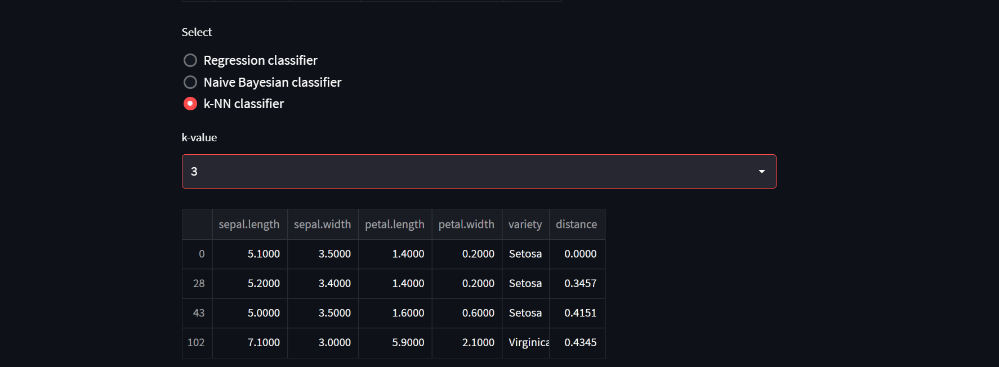 Select
Regression classifier
Naive Bayesian classifier
k-NN classifier
k-value
3
sepal.length sepal.width petal.length petal.width variety distance
0 5.1000 3.5000 1.4000 0.2000 Setosa 0.0000
28 5.2000 3.4000 1.4000 0.2000 Setosa 0.3457
43 5.0000 3.5000 1.6000 0.6000 Setosa 0.4151
102 7.1000 3.0000 5.9000 2.1000 Virginica 0.4345